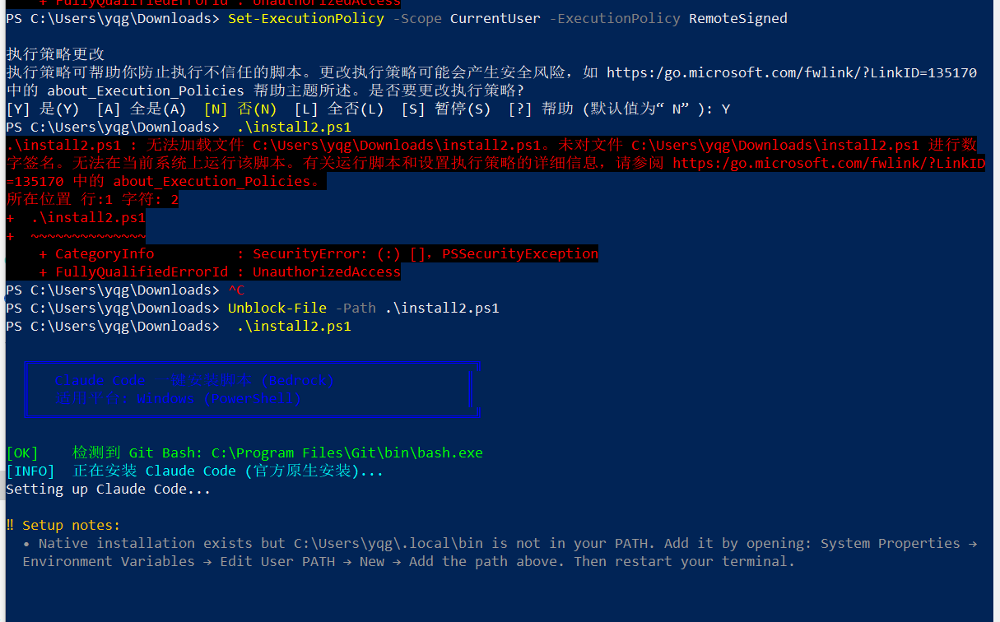 + FullyQualifiedErrorId : UnauthorizedAccess
PS C:\Users\yqg\Downloads> Set-ExecutionPolicy -Scope CurrentUser -ExecutionPolicy RemoteSigned
执行策略更改
执行策略可帮助你防止执行不信任的脚本。更改执行策略可能会产生安全风险，如 https:/go.microsoft.com/fwlink/?LinkID=135170
中的 about_Execution_Policies 帮助主题所述。是否要更改执行策略?
[Y] 是(Y)  [A] 全是(A)  [N] 否(N)  [L] 全否(L)  [S] 暂停(S)  [?] 帮助 (默认值为“N”): Y
PS C:\Users\yqg\Downloads>  .\install2.ps1
.\install2.ps1 : 无法加载文件 C:\Users\yqg\Downloads\install2.ps1。未对文件 C:\Users\yqg\Downloads\install2.ps1 进行数
字签名。无法在当前系统上运行该脚本。有关运行脚本和设置执行策略的详细信息，请参阅 https:/go.microsoft.com/fwlink/?LinkID
=135170 中的 about_Execution_Policies。
所在位置 行:1 字符: 2
+  .\install2.ps1
+  ~~~~~~~~~~~~~~
    + CategoryInfo          : SecurityError: (:) []，PSSecurityException
    + FullyQualifiedErrorId : UnauthorizedAccess
PS C:\Users\yqg\Downloads> ^C
PS C:\Users\yqg\Downloads> Unblock-File -Path .\install2.ps1
PS C:\Users\yqg\Downloads>  .\install2.ps1
Claude Code 一键安装脚本 (Bedrock)
适用平台: Windows (PowerShell)
[OK]    检测到 Git Bash: C:\Program Files\Git\bin\bash.exe
[INFO]  正在安装 Claude Code (官方原生安装)...
Setting up Claude Code...
‼ Setup notes:
• Native installation exists but C:\Users\yqg\.local\bin is not in your PATH. Add it by opening: System Properties →
Environment Variables → Edit User PATH → New → Add the path above. Then restart your terminal.